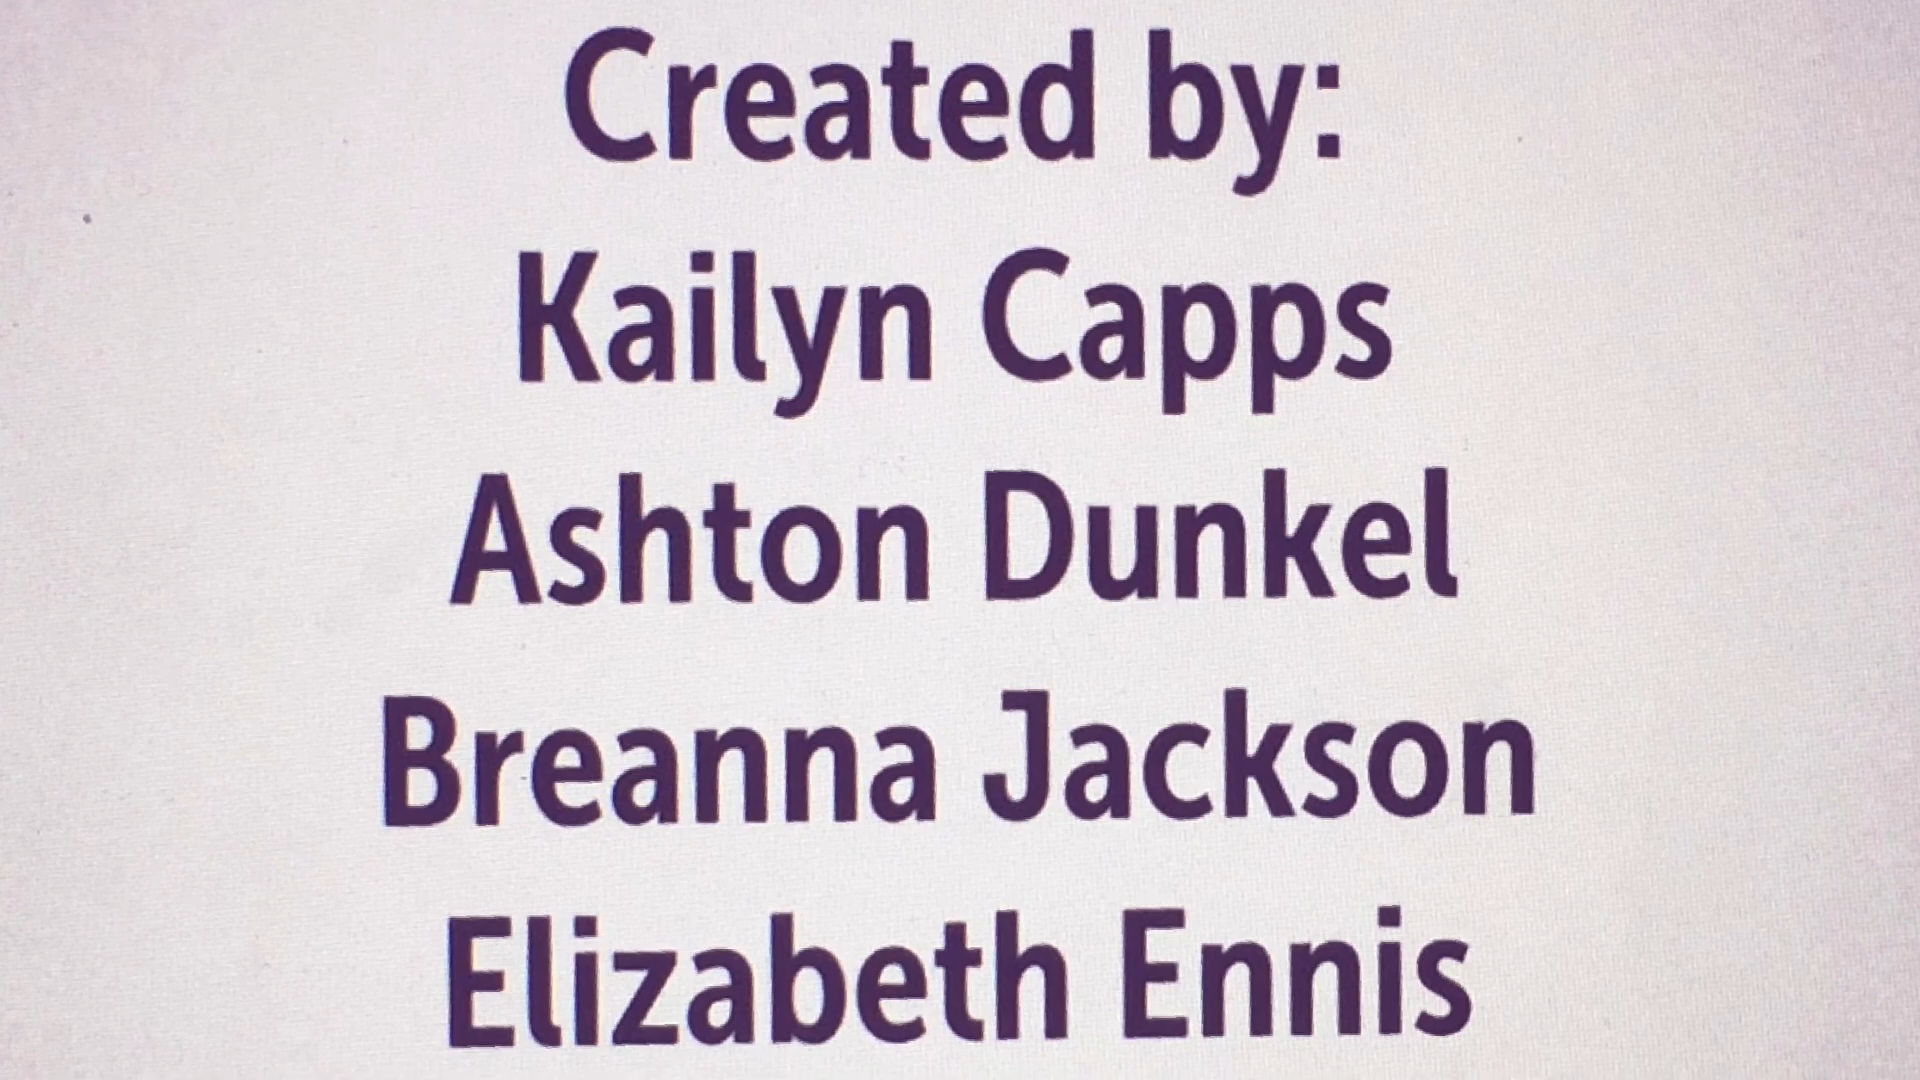 Created by:
Kailyn Capps
Ashton Dunkel
Breanna Jackson
Elizabeth Ennis